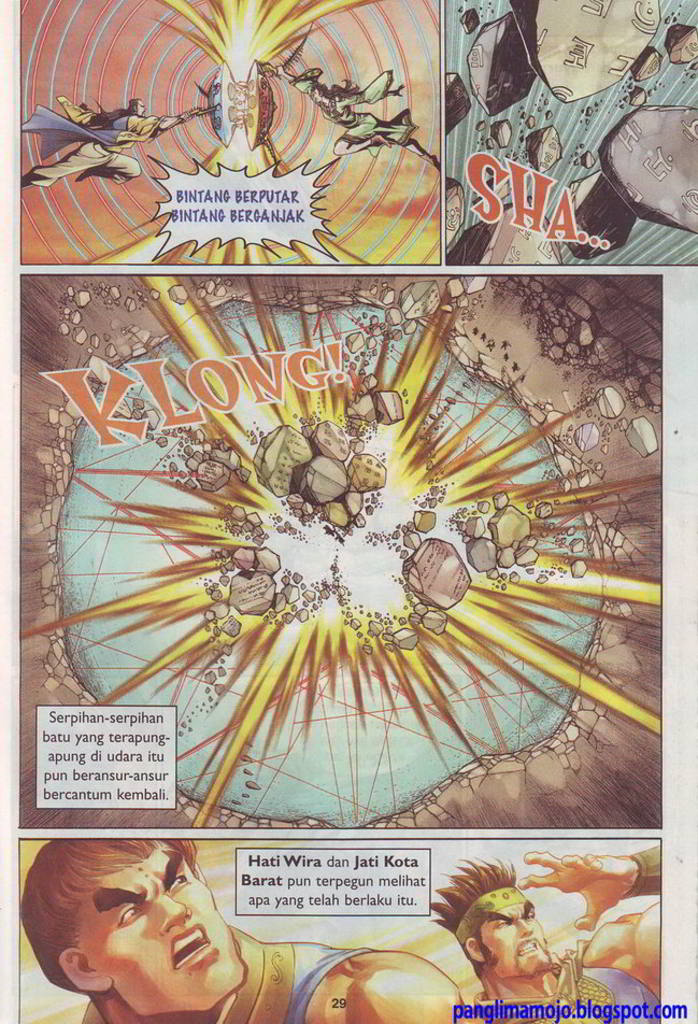 BINTANG BERPUTAR
BINTANG BERGANJAK
SHA...
KLONG!
Serpihan-serpihan
batu yang terapung-
apung di udara itu
pun beransur-ansur
bercantum kembali.
Hati Wira dan Jati Kota
Barat pun terpegun melihat
apa yang telah berlaku itu.
29
panglimamojo.blogspot.com